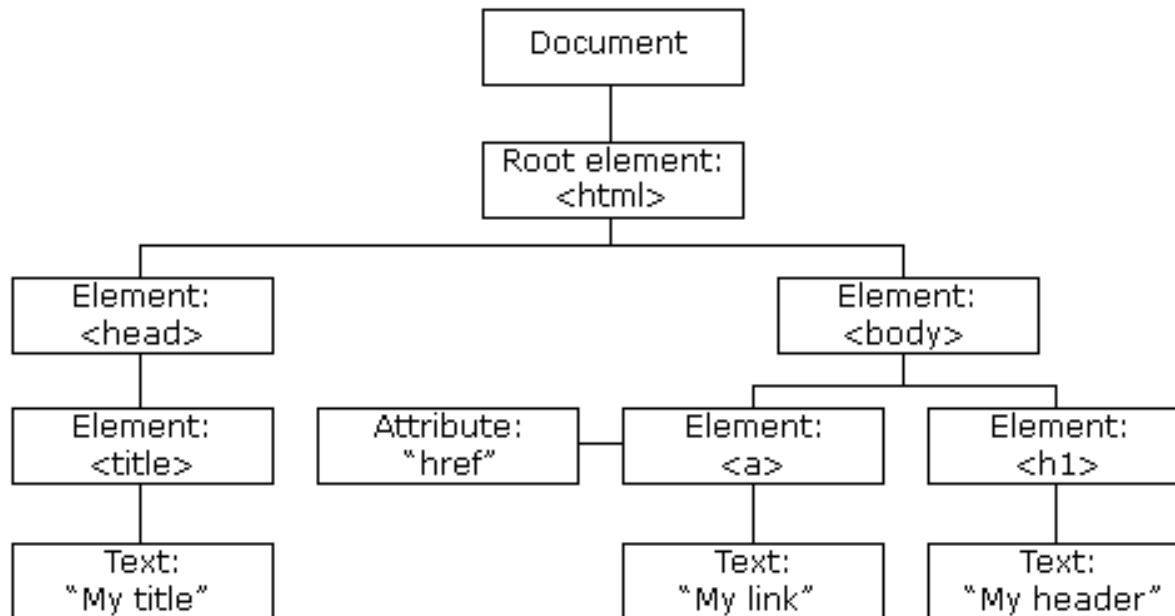 Document
Root element:
<html>
Element:
<head>
Element:
<body>
Element:
<title>
Attribute:
“href”
Element:
<a>
Element:
<h1>
Text:
“My title”
Text:
“My link”
Text:
“My header”